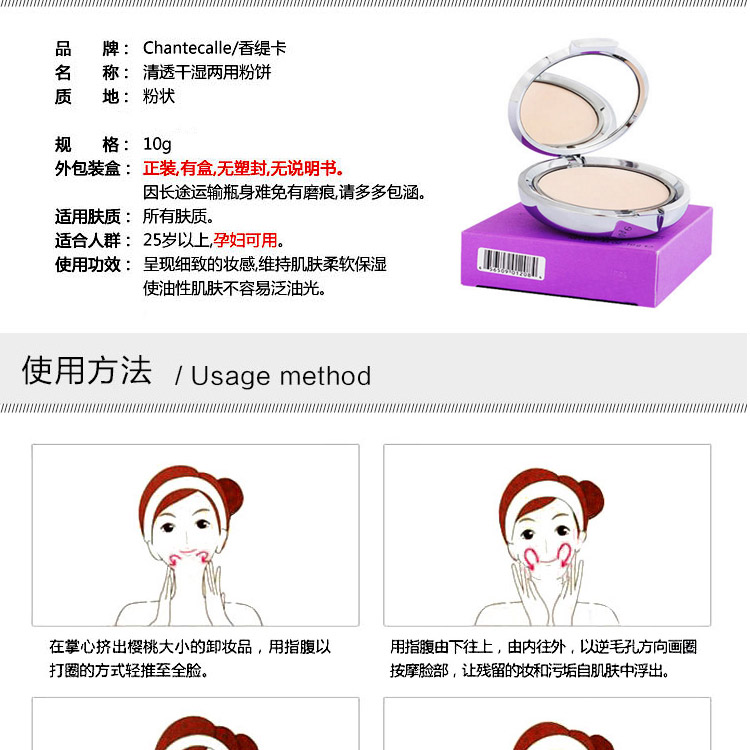 品 牌： Chantecalle/香缇卡
名 称： 清透干湿两用粉饼
质 地： 粉状
规 格： 10g
外包装盒： 正装,有盒,无塑封,无说明书。
因长途运输瓶身难免有磨痕,请多多包涵。
适用肤质： 所有肤质。
适合人群： 25岁以上,孕妇可用。
使用功效： 呈现细致的妆感,维持肌肤柔软保湿
使油性肌肤不容易泛油光。
使用方法 / Usage method
在掌心挤出樱桃大小的卸妆品，用指腹以
打圈的方式轻推至全脸。
用指腹由下往上，由内往外，以逆毛孔方向画圈
按摩脸部，让残留的妆和污垢自肌肤中浮出。